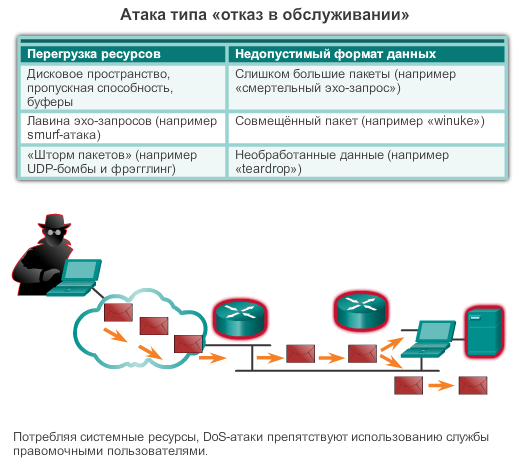 Атака типа «отказ в обслуживании»
Перегрузка ресурсов
Недопустимый формат данных
Дисковое пространство,
пропускная способность,
буферы
Слишком большие пакеты (например
«смертельный эхо-запрос»)
Лавина эхо-запросов (например
smurf-атака)
Совмещённый пакет (например «winuke»)
«Шторм пакетов» (например
UDP-бомбы и фрэгглинг)
Необработанные данные (например
«teardrop»)
Потребляя системные ресурсы, DoS-атаки препятствуют использованию службы
правомочными пользователями.